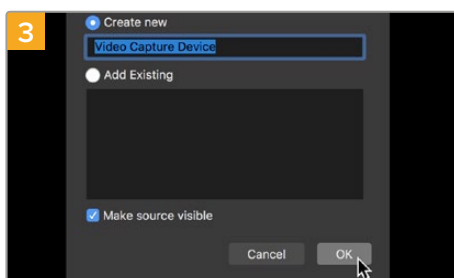 3
Create new
Video Capture Device
Add Existing
Make source visible
Cancel OK